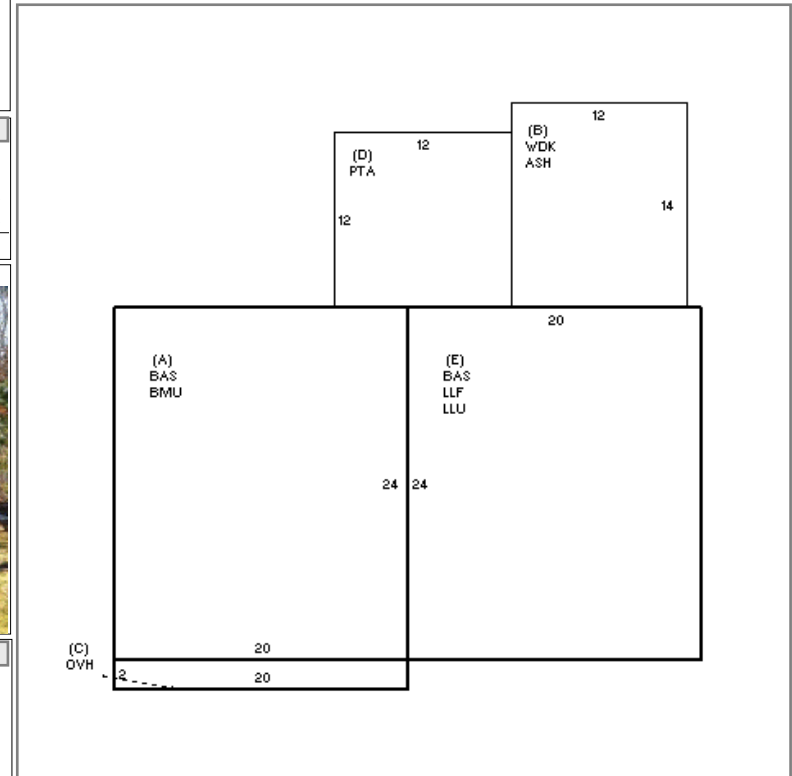 12
(B)
WDK
ASH
12
(D)
PTA
14
12
20
(A)
BAS
BMU
(E)
BAS
LLF
LLU
24 24
20
(C)
OVH
2
20